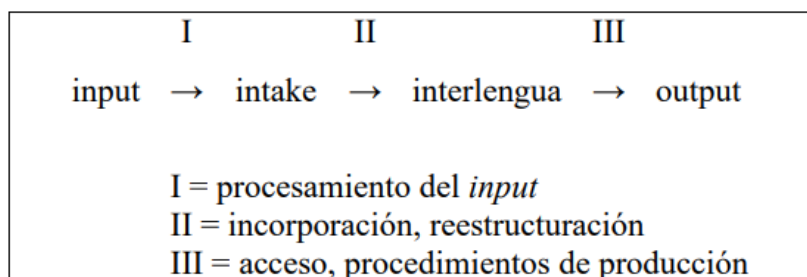 I II III
input → intake → interlengua → output
I = procesamiento del input
II = incorporación, reestructuración
III = acceso, procedimientos de producción